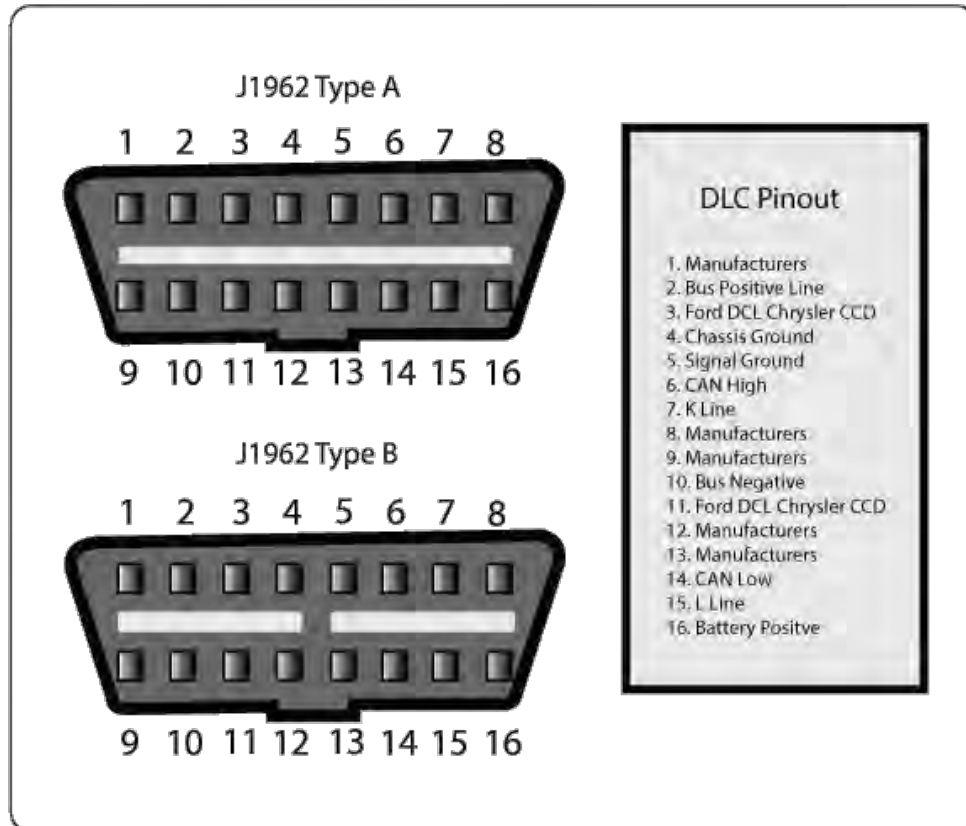 J1962 Type A
1 2 3 4 5 6 7 8
9 10 11 12 13 14 15 16
J1962 Type B
1 2 3 4 5 6 7 8
9 10 11 12 13 14 15 16
DLC Pinout
1. Manufacturers
2. Bus Positive Line
3. Ford DCL Chrysler CCD
4. Chassis Ground
5. Signal Ground
6. CAN High
7. K Line
8. Manufacturers
9. Manufacturers
10. Bus Negative
11. Ford DCL Chrysler CCD
12. Manufacturers
13. Manufacturers
14. CAN Low
15. L Line
16. Battery Positve